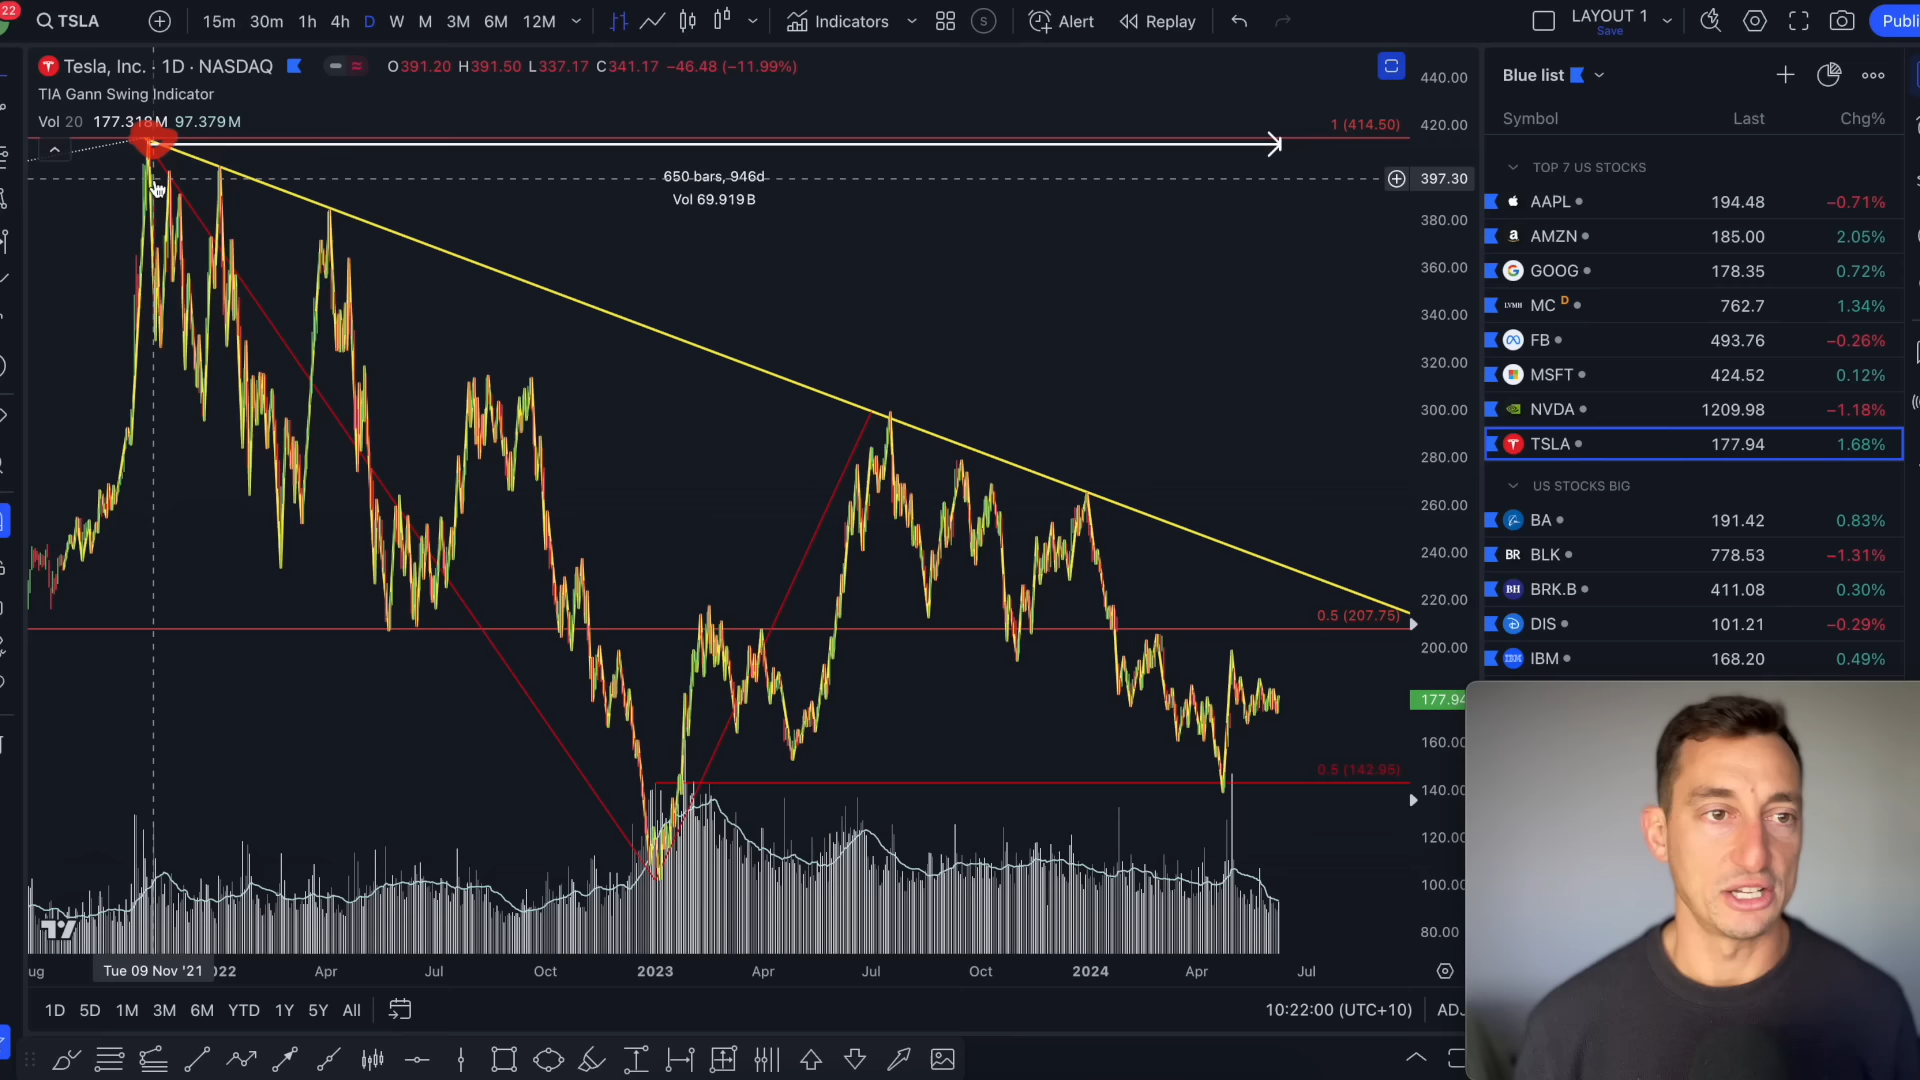 22
TSLA
15m 30m 1h 4h D W M 3M 6M 12M
Indicators
S
Alert
Replay
LAYOUT 1
Save
Publi
Tesla, Inc. · 1D · NASDAQ
O391.20 H391.50 L337.17 C341.17 −46.48 (−11.99%)
TIA Gann Swing Indicator
Vol 20 177.318M 97.379M
1 (414.50)
650 bars, 946d
Vol 69.919B
0.5 (207.75)
0.5 (142.95)
440.00
420.00
397.30
380.00
360.00
340.00
320.00
300.00
280.00
260.00
240.00
220.00
200.00
177.94
160.00
140.00
120.00
100.00
80.00
ug Tue 09 Nov '21 022 Apr Jul Oct 2023 Apr Jul Oct 2024 Apr Jul
1D 5D 1M 3M 6M YTD 1Y 5Y All
10:22:00 (UTC+10)
ADJ
Blue list
Symbol Last Chg%
TOP 7 US STOCKS
AAPL 194.48 −0.71%
AMZN 185.00 2.05%
GOOG 178.35 0.72%
LVMH MC D 762.7 1.34%
FB 493.76 −0.26%
MSFT 424.52 0.12%
NVDA 1209.98 −1.18%
TSLA 177.94 1.68%
US STOCKS BIG
BA 191.42 0.83%
BR BLK 778.53 −1.31%
BH BRK.B 411.08 0.30%
DIS 101.21 −0.29%
IBM IBM 168.20 0.49%